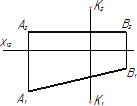 A₂ K₂ B₂
X₁₂
A₁ K₁ B₁